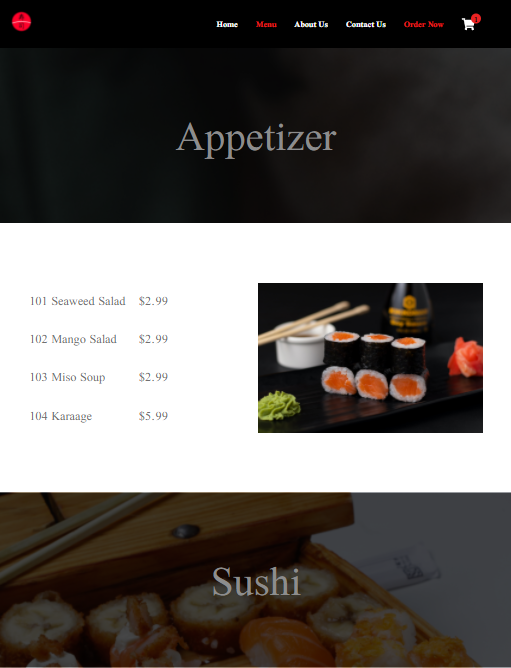 Home Menu About Us Contact Us Order Now
Appetizer
101 Seaweed Salad $2.99
102 Mango Salad $2.99
103 Miso Soup $2.99
104 Karaage $5.99
Sushi